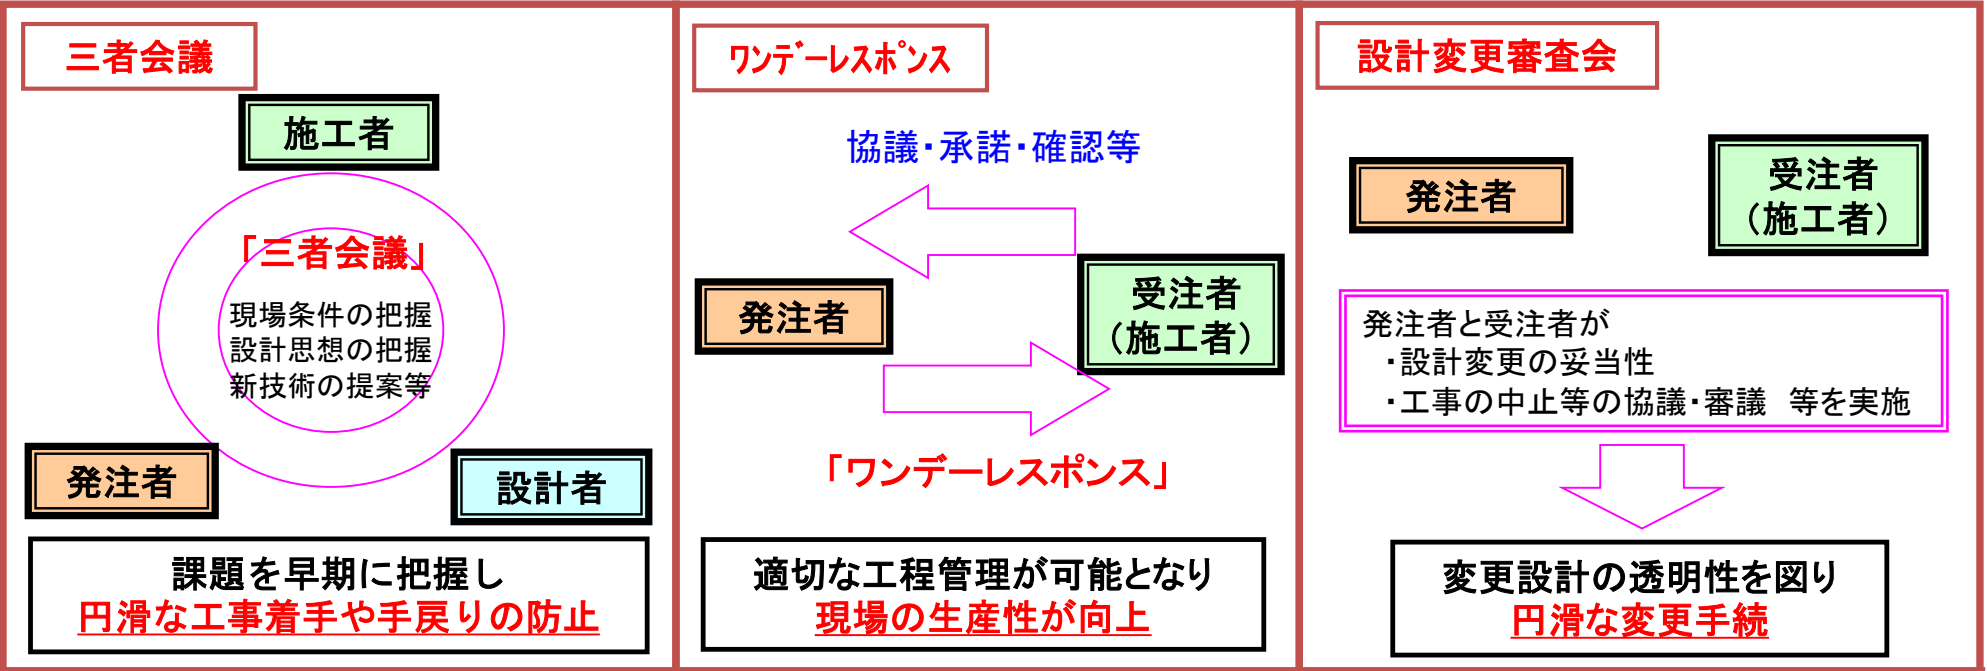 三者会議
施工者
「三者会議」
現場条件の把握
設計思想の把握
新技術の提案等
発注者
設計者
課題を早期に把握し
円滑な工事着手や手戻りの防止
ﾜﾝﾃﾞｰﾚｽﾎﾟﾝｽ
協議・承諾・確認等
発注者
受注者
（施工者）
「ワンデーレスポンス」
適切な工程管理が可能となり
現場の生産性が向上
設計変更審査会
発注者
受注者
（施工者）
発注者と受注者が
・設計変更の妥当性
・工事の中止等の協議・審議　等を実施
変更設計の透明性を図り
円滑な変更手続